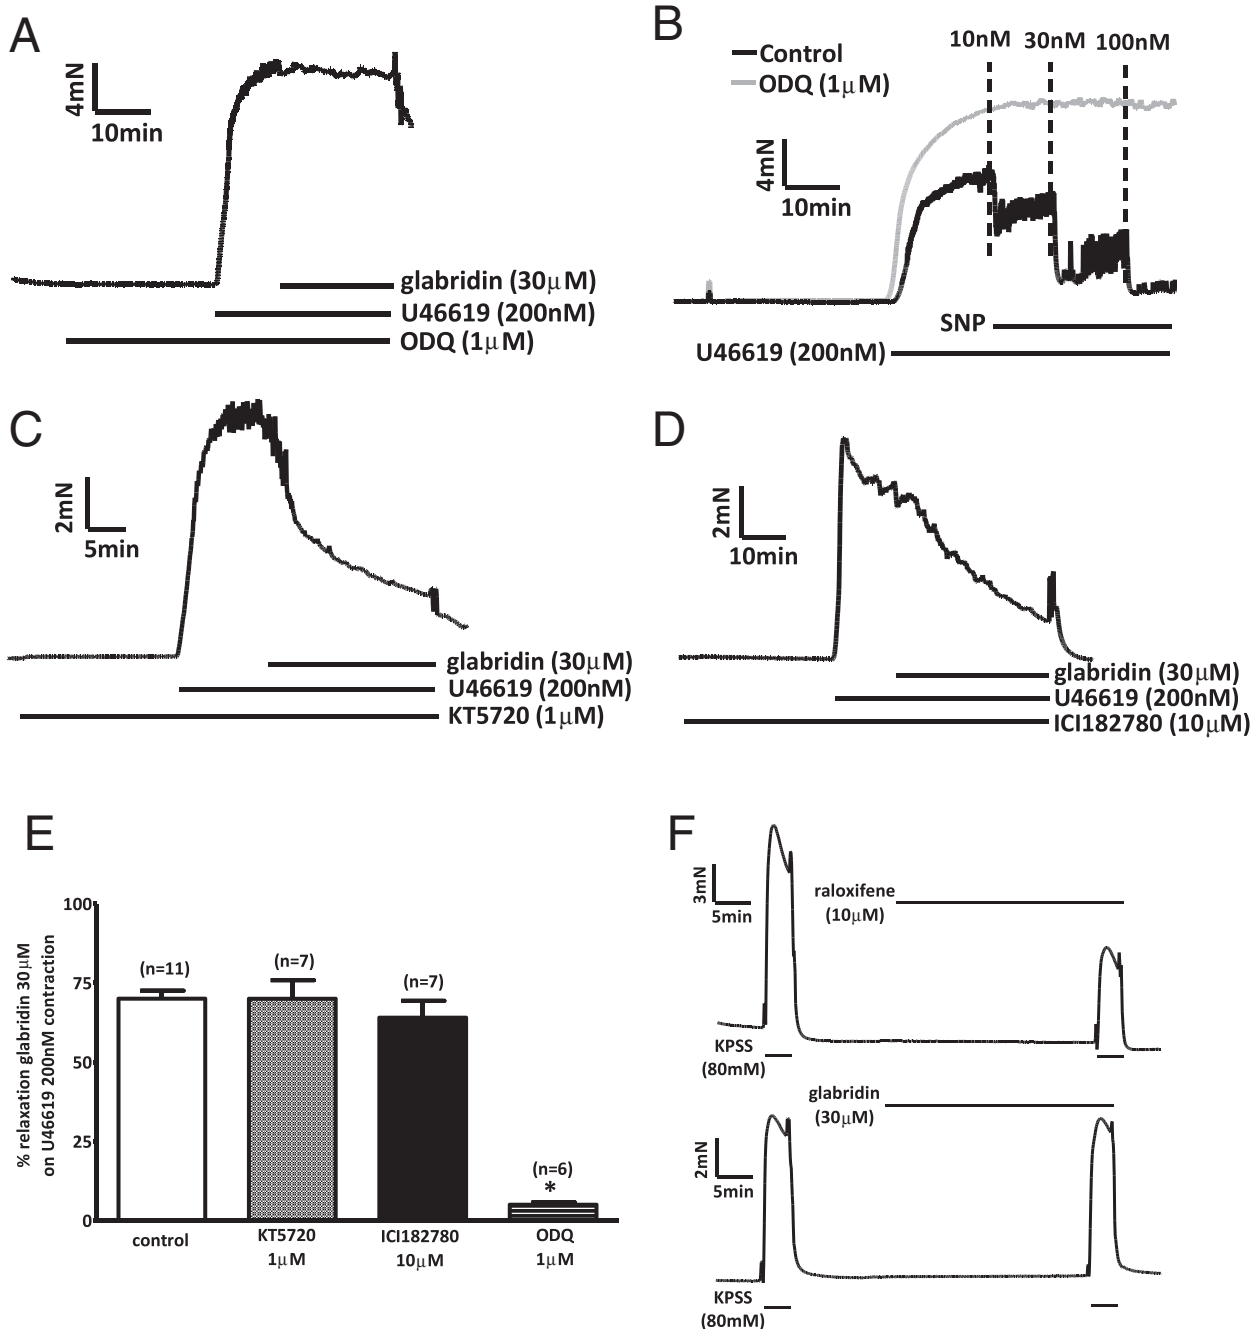 A
4mN
10min
glabridin (30μM)
U46619 (200nM)
ODQ (1μM)
B
Control
ODQ (1μM)
10nM 30nM 100nM
4mN
10min
SNP
U46619 (200nM)
C
2mN
5min
glabridin (30μM)
U46619 (200nM)
KT5720 (1μM)
D
2mN
10min
glabridin (30μM)
U46619 (200nM)
ICI182780 (10μM)
E
% relaxation glabridin 30μM
on U46619 200nM contraction
100
75
50
25
0
(n=11)
(n=7)
(n=7)
(n=6)
*
control
KT5720
1μM
ICI182780
10μM
ODQ
1μM
F
3mN
5min
raloxifene
(10μM)
KPSS
(80mM)
glabridin
(30μM)
2mN
5min
KPSS
(80mM)